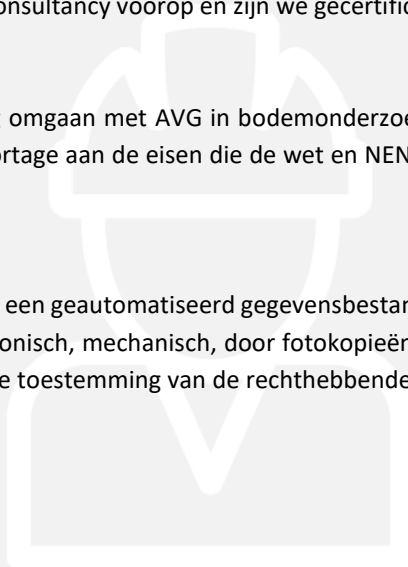 onsultancy voorop en zijn we gecertific
omgaan met AVG in bodemonderzoe
ortage aan de eisen die de wet en NEN
een geautomatiseerd gegevensbestan
onisch, mechanisch, door fotokopieën
e toestemming van de rechthebbende